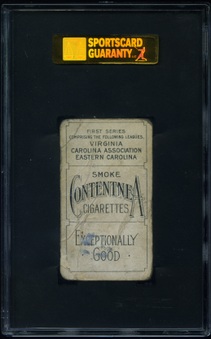 SPORTSCARD
GUARANTY
FIRST SERIES
COMPRISING THE FOLLOWING LEAGUES,
VIRGINIA
CAROLINA ASSOCIATION
EASTERN CAROLINA
SMOKE
CONTENTNEA
CIGARETTES
EXCEPTIONALLY
GOOD